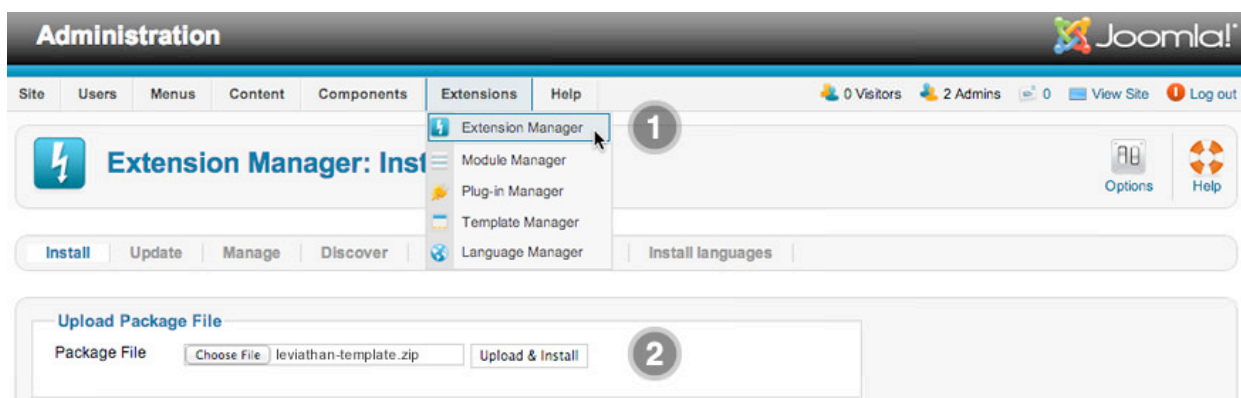 Administration
Joomla!
Site Users Menus Content Components Extensions Help 0 Visitors 2 Admins 0 View Site Log out
Extension Manager 1
Extension Manager: Inst
Module Manager
Plug-in Manager
Template Manager
Language Manager
Options Help
Install Update Manage Discover Install languages
Upload Package File
Package File Choose File leviathan-template.zip Upload & Install 2